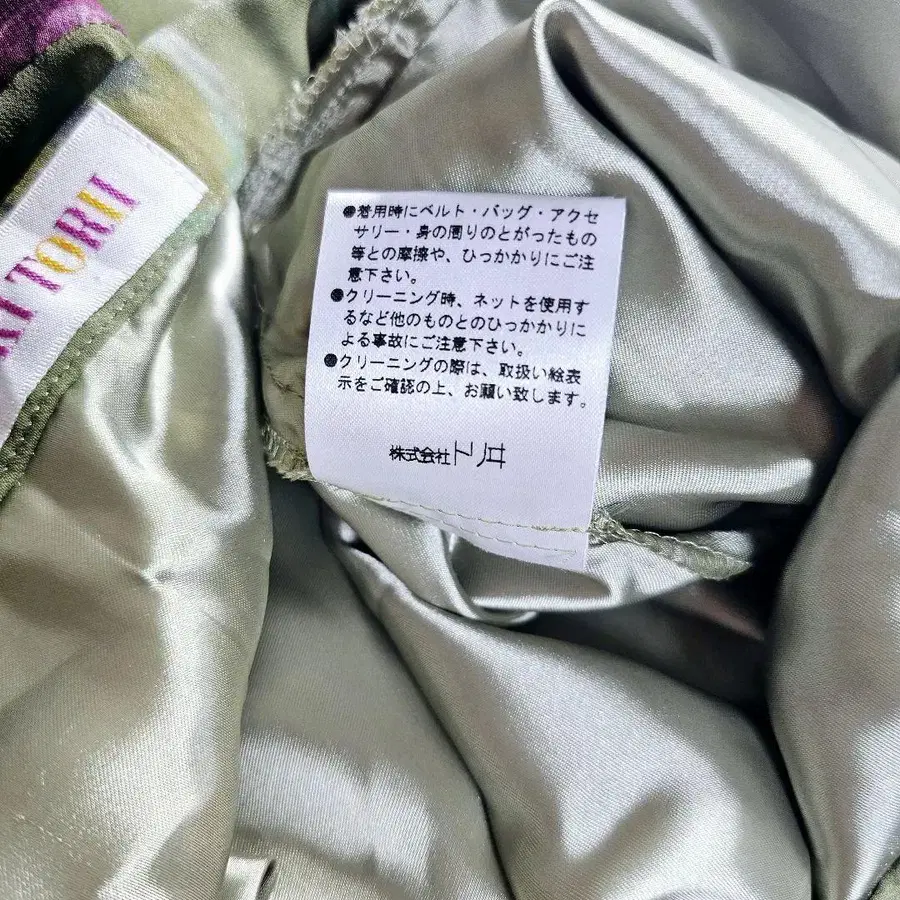 TORII
●着用時にベルト・バッグ・アクセ
サリー・身の周りのとがったもの
等との摩擦や、ひっかかりにご注
意下さい。
●クリーニング時、ネットを使用す
るなど他のものとのひっかかりに
よる事故にご注意下さい。
●クリーニングの際は、取扱い絵表
示をご確認の上、お願い致します。
株式会社